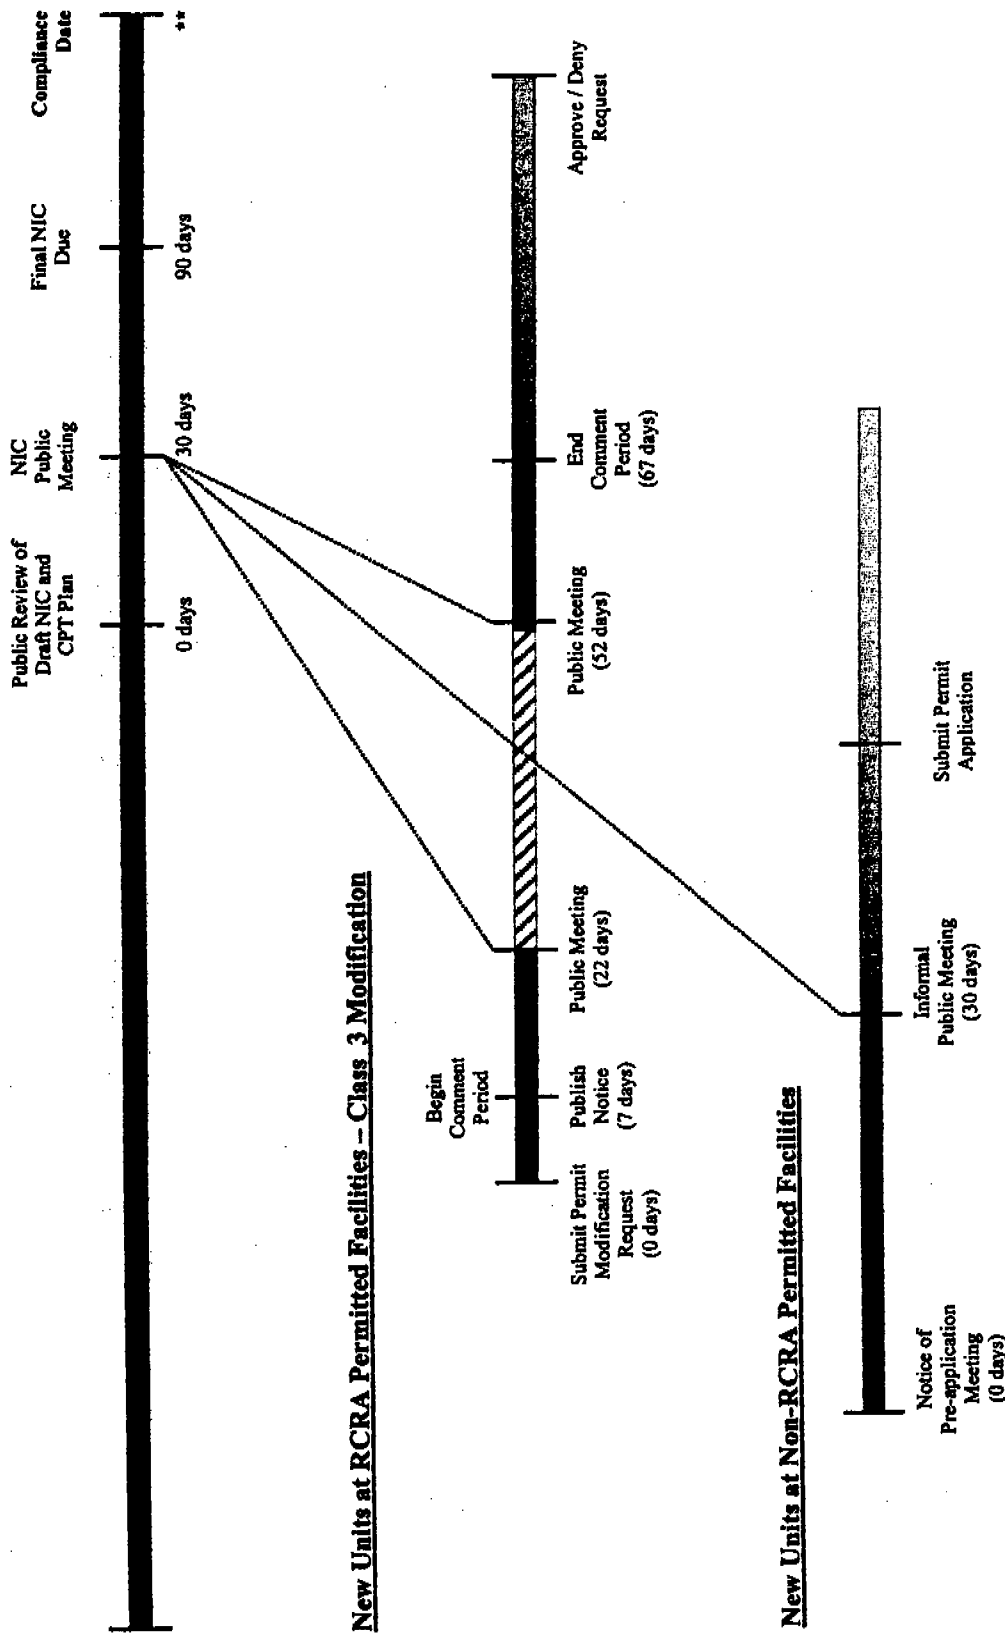 Public Review of
Draft NIC and
CPT Plan
NIC
Public
Meeting
Final NIC
Due
Compliance
Date
0 days
30 days
90 days
**
New Units at RCRA Permitted Facilities – Class 3 Modification
Begin
Comment
Period
Submit Permit
Modification
Request
(0 days)
Publish
Notice
(7 days)
Public Meeting
(22 days)
Public Meeting
(52 days)
End
Comment
Period
(67 days)
Approve / Deny
Request
New Units at Non-RCRA Permitted Facilities
Notice of
Pre-application
Meeting
(0 days)
Informal
Public Meeting
(30 days)
Submit Permit
Application